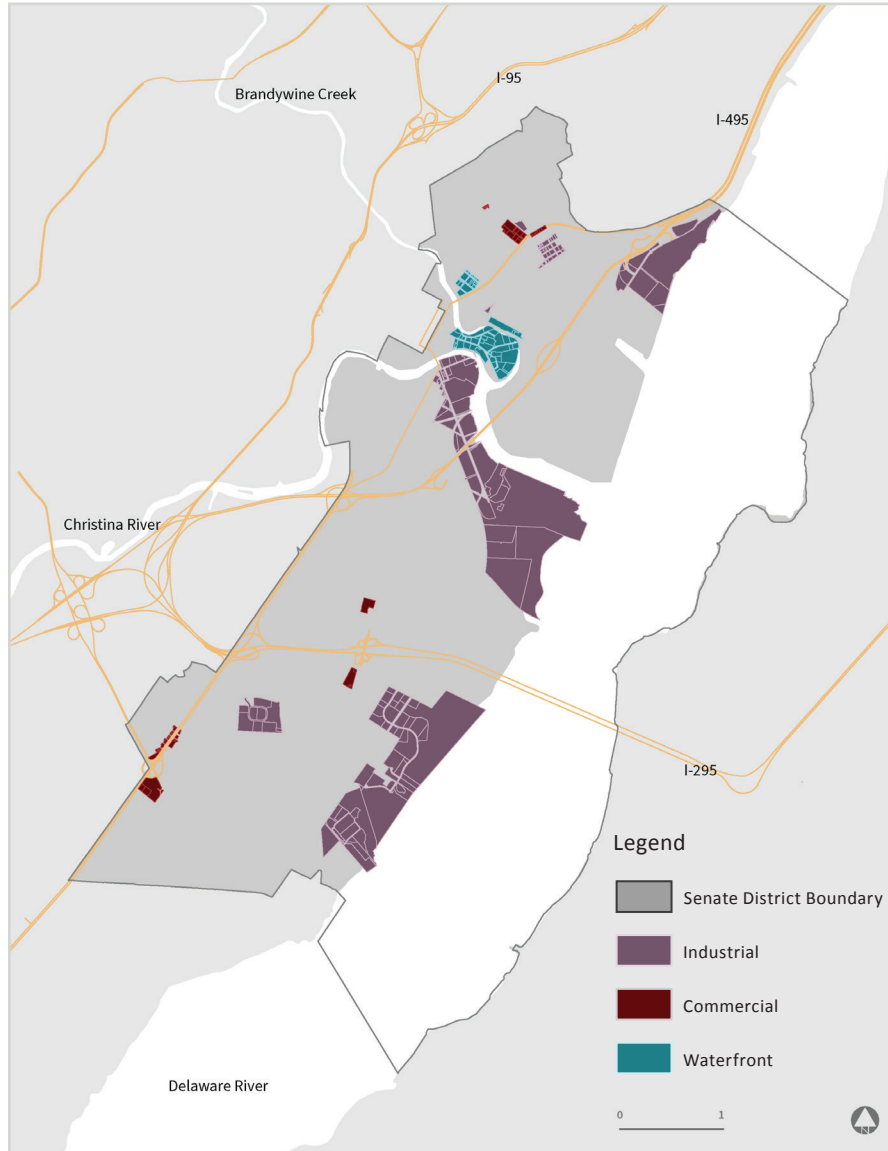 I-95
Brandywine Creek
I-495
Christina River
I-295
Legend
Senate District Boundary
Industrial
Commercial
Waterfront
Delaware River
0 1
N